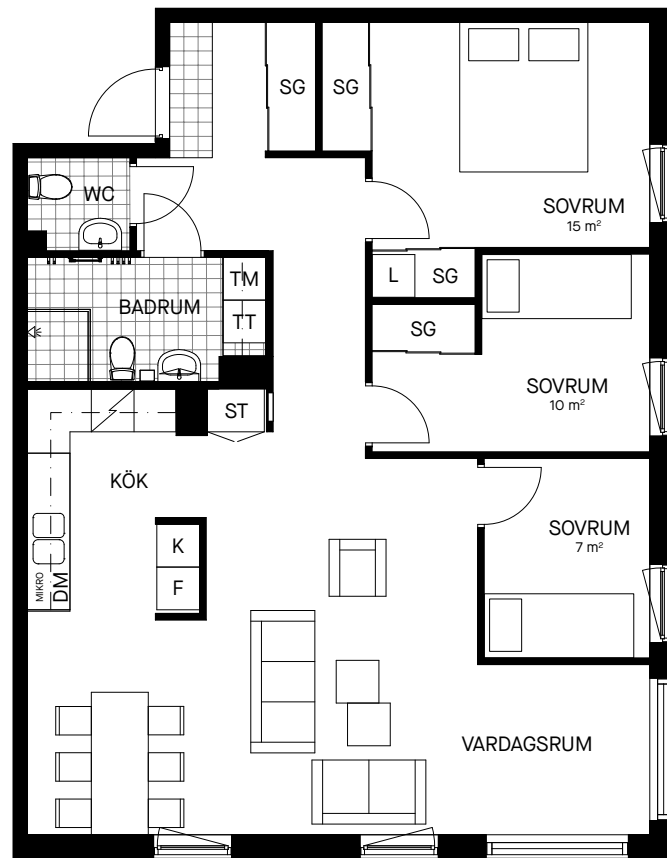 SG
SG
WC
SOVRUM
15 m²
TM
L
SG
BADRUM
TT
SG
SOVRUM
10 m²
ST
KÖK
SOVRUM
7 m²
K
F
MIKRO
DM
VARDAGSRUM